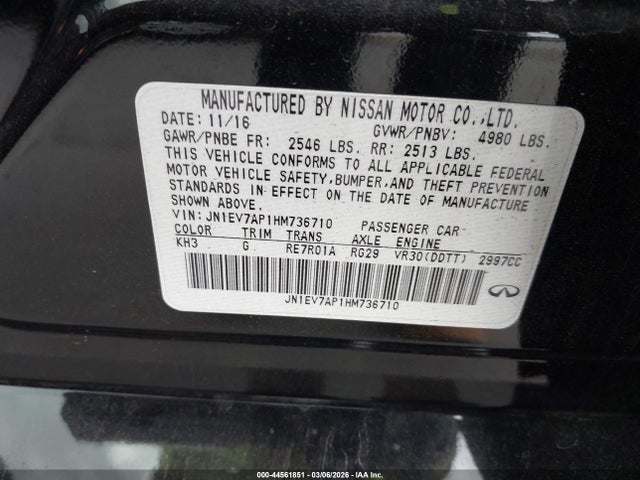 MANUFACTURED BY NISSAN MOTOR CO.,LTD.
DATE: 11/16 GVWR/PNBV: 4980 LBS.
GAWR/PNBE FR: 2546 LBS. RR: 2513 LBS.
THIS VEHICLE CONFORMS TO ALL APPLICABLE FEDERAL
MOTOR VEHICLE SAFETY,BUMPER,AND THEFT PREVENTION
STANDARDS IN EFFECT ON THE DATE OF MANUFACTURE
SHOWN ABOVE.
VIN: JN1EV7AP1HM736710 PASSENGER CAR
COLOR TRIM TRANS AXLE ENGINE
KH3 G RE7R01A RG29 VR30(DDTT) 2997CC
JN1EV7AP1HM736710
000-44561851 | 03/06/2026 | Copyright IAA, LLC